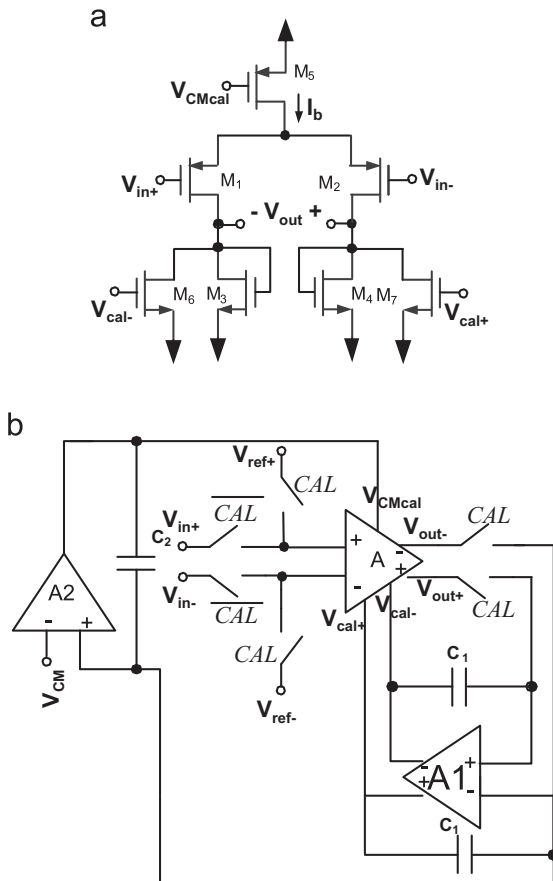 a
M5
VCMcal
Ib
Vin+
M1
M2
Vin-
- Vout +
M6
M3
M4
M7
Vcal-
Vcal+
b
Vref+
CAL
VCMcal
Vin+
CAL
C2
Vout-
CAL
+
A
-
+
A2
Vin-
CAL
-
Vout+
CAL
Vcal+
Vcal-
- +
VCM
CAL
C1
Vref-
-
+
A1
+
-
C1